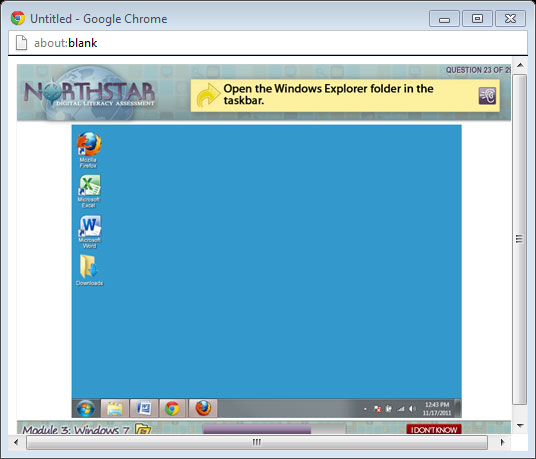 Untitled - Google Chrome
about:blank
QUESTION 23 OF 29
NORTHSTAR
DIGITAL LITERACY ASSESSMENT
Open the Windows Explorer folder in the
taskbar.
Mozilla
Firefox
Microsoft
Excel
Microsoft
Word
Downloads
12:43 PM
11/17/2011
Module 3: Windows 7
I DON'T KNOW